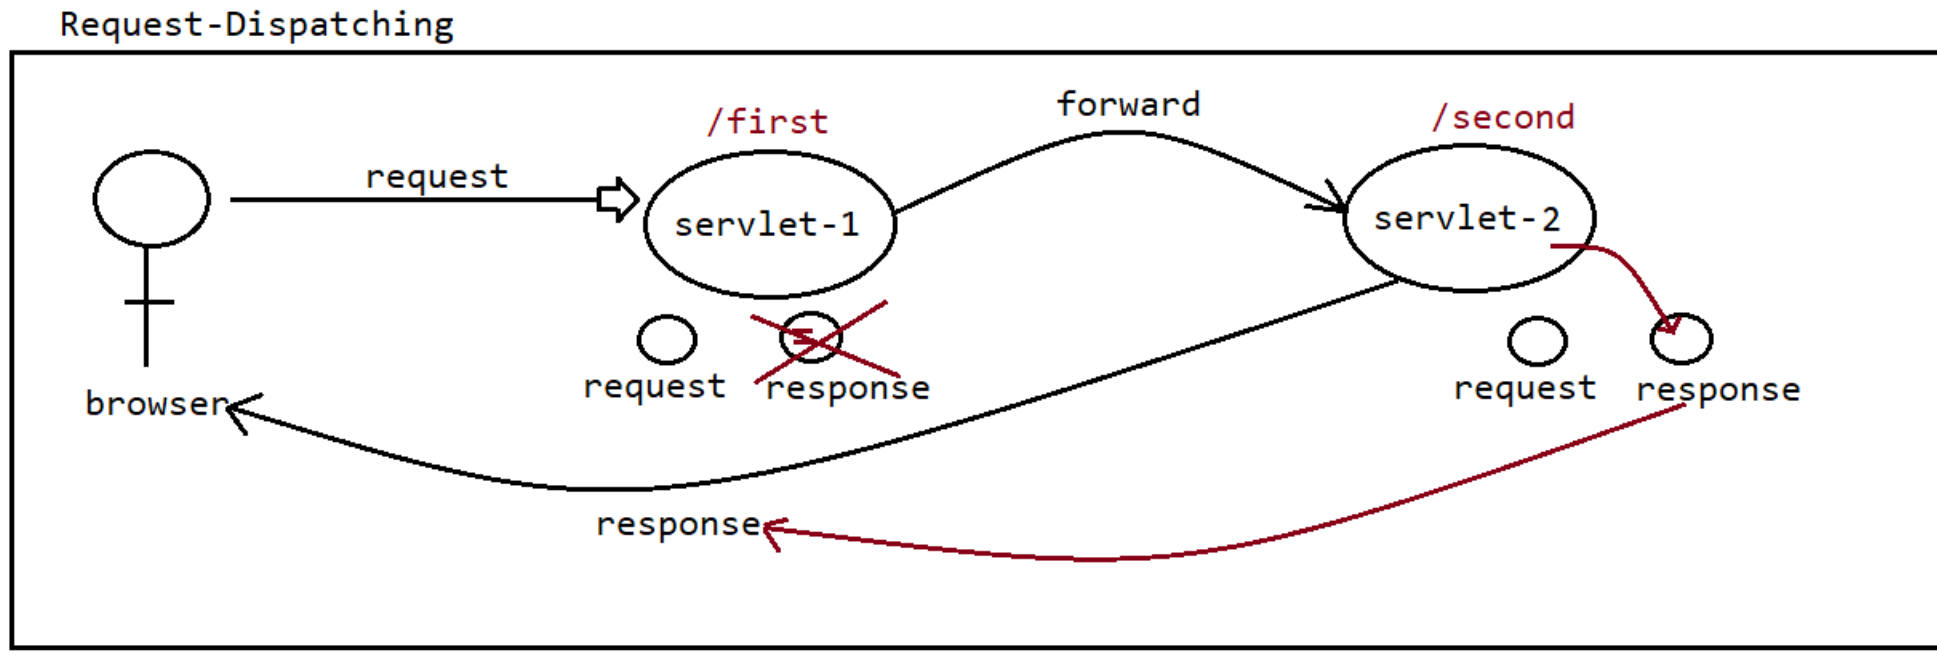 Request-Dispatching
/first
forward
/second
request
servlet-1
servlet-2
request
response
request
response
browser
response